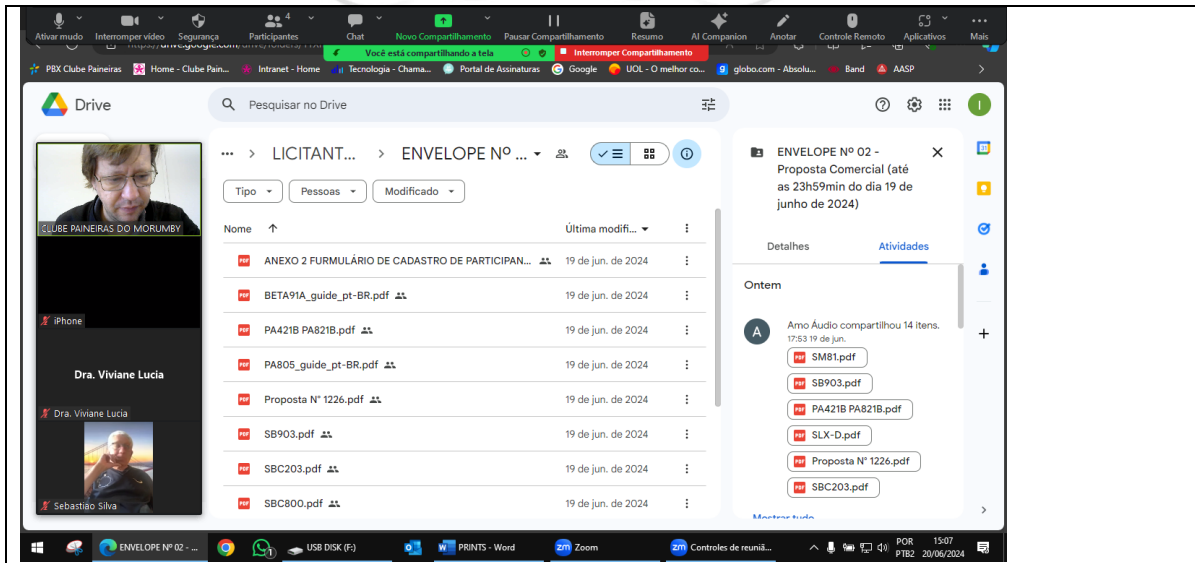 4
Ativar mudo Interromper vídeo Segurança Participantes Chat Novo Compartilhamento Pausar Compartilhamento Resumo AI Companion Anotar Controle Remoto Aplicativos Mais
Você está compartilhando a tela Interromper Compartilhamento
PBX Clube Paineiras Home - Clube Pain... Intranet - Home Tecnologia - Chama... Portal de Assinaturas Google UOL - O melhor co... globo.com - Absolu... Band AASP
Drive
Pesquisar no Drive
I
CLUBE PAINEIRAS DO MORUMBY
iPhone
Dra. Viviane Lucia
Dra. Viviane Lucia
Sebastiao Silva
... > LICITANT... > ENVELOPE Nº ...
Tipo Pessoas Modificado
Nome Última modifi...
ANEXO 2 FURMULÁRIO DE CADASTRO DE PARTICIPAN... 19 de jun. de 2024
BETA91A_guide_pt-BR.pdf 19 de jun. de 2024
PA421B PA821B.pdf 19 de jun. de 2024
PA805_guide_pt-BR.pdf 19 de jun. de 2024
Proposta N° 1226.pdf 19 de jun. de 2024
SB903.pdf 19 de jun. de 2024
SBC203.pdf 19 de jun. de 2024
SBC800.pdf 19 de jun. de 2024
ENVELOPE Nº 02 -
Proposta Comercial (até
as 23h59min do dia 19 de
junho de 2024)
Detalhes Atividades
Ontem
A
Amo Áudio compartilhou 14 itens.
17:53 19 de jun.
SM81.pdf
SB903.pdf
PA421B PA821B.pdf
SLX-D.pdf
Proposta N° 1226.pdf
SBC203.pdf
Mostrar tudo
31
ENVELOPE Nº 02 - ... USB DISK (F:) PRINTS - Word Zoom Controles de reuniã...
POR 15:07
PTB2 20/06/2024